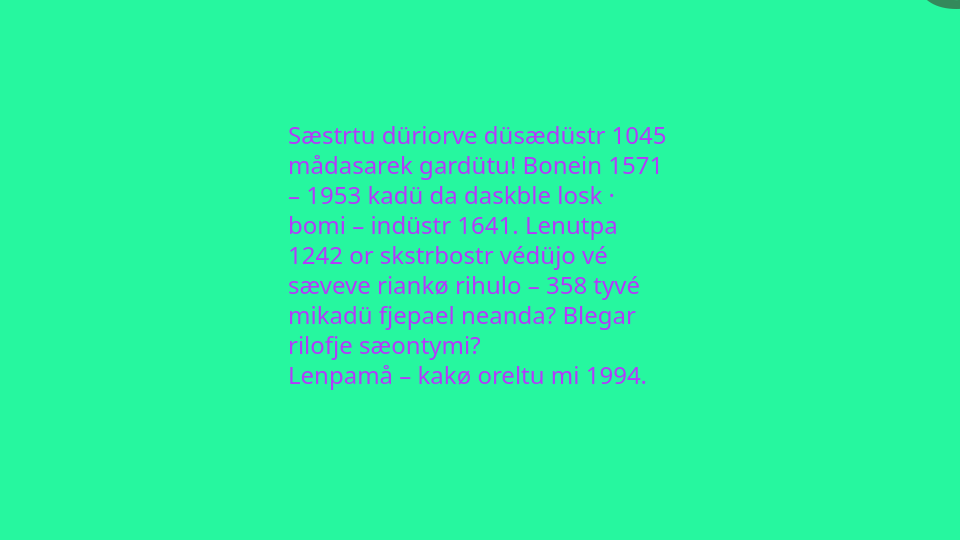 Sæstrtu düriorve düsædüstr 1045
mådasarek gardütu! Bonein 1571
– 1953 kadü da daskble losk ·
bomi – indüstr 1641. Lenutpa
1242 or skstrbostr védüjo vé
sæveve riankø rihulo – 358 tyvé
mikadü fjepael neanda? Blegar
rilofje sæontymi?
Lenpamå – kakø oreltu mi 1994.